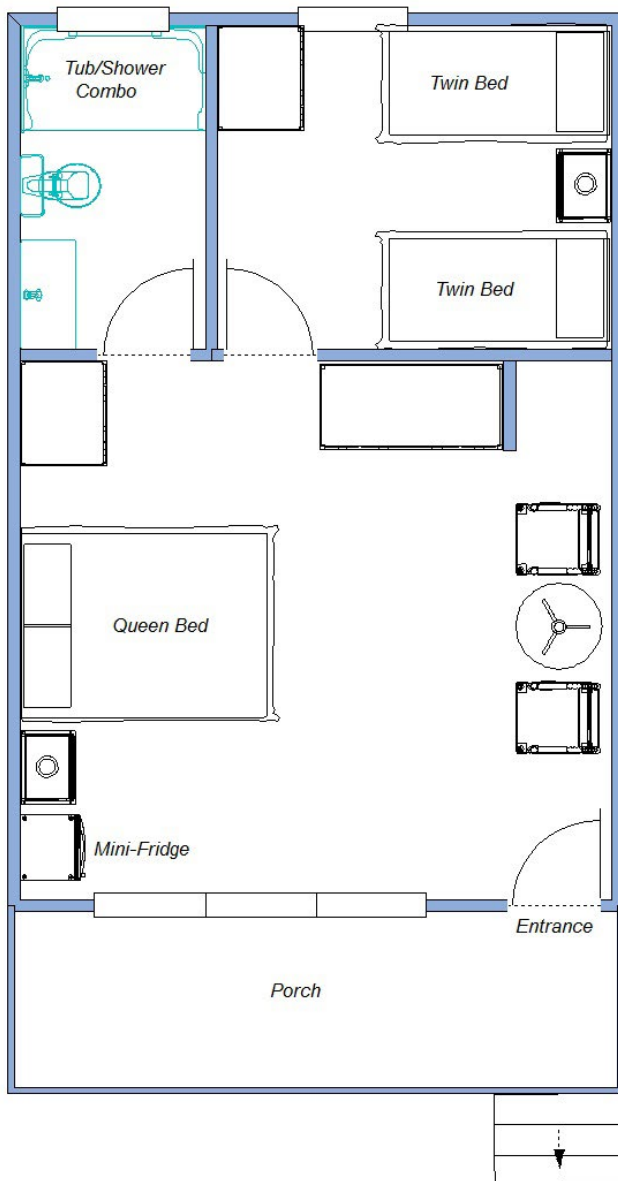 Tub/Shower
Combo
Twin Bed
Twin Bed
Queen Bed
Mini-Fridge
Entrance
Porch